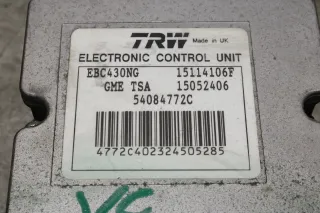 TRW Made in UK
ELECTRONIC CONTROL UNIT
EBC430NG 15114106F
GME TSA 15052406
54084772C
4772C402324505285